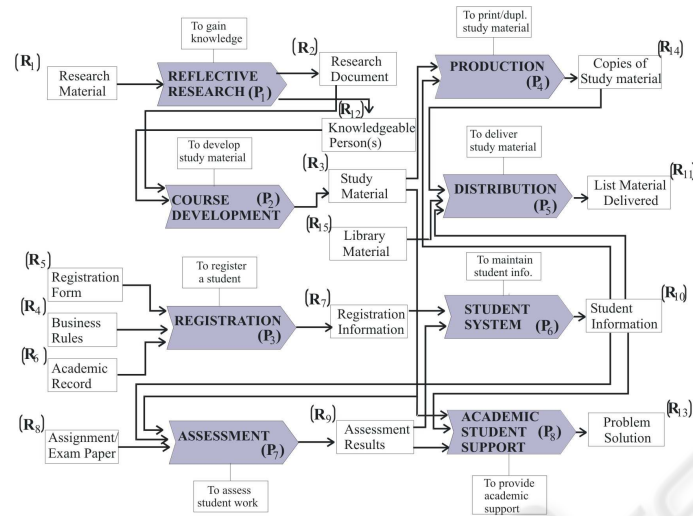 To gain
knowledge
(R1)
Research
Material
REFLECTIVE
RESEARCH (P1)
(R2)
Research
Document
(R12)
Knowledgeable
Person(s)
To print/dupl.
study material
PRODUCTION
(P4)
(R14)
Copies of
Study material
To develop
study material
COURSE (P2)
DEVELOPMENT
(R3)
Study
Material
(R15)
Library
Material
To deliver
study material
DISTRIBUTION
(P5)
(R11)
List Material
Delivered
(R5)
Registration
Form
(R4)
Business
Rules
(R6)
Academic
Record
To register
a student
REGISTRATION
(P3)
(R7)
Registration
Information
To maintain
student info.
STUDENT
SYSTEM
(P6)
(R10)
Student
Information
(R8)
Assignment/
Exam Paper
ASSESSMENT
(P7)
To assess
student work
(R9)
Assessment
Results
ACADEMIC
STUDENT
SUPPORT
(P8)
To provide
academic
support
(R13)
Problem
Solution